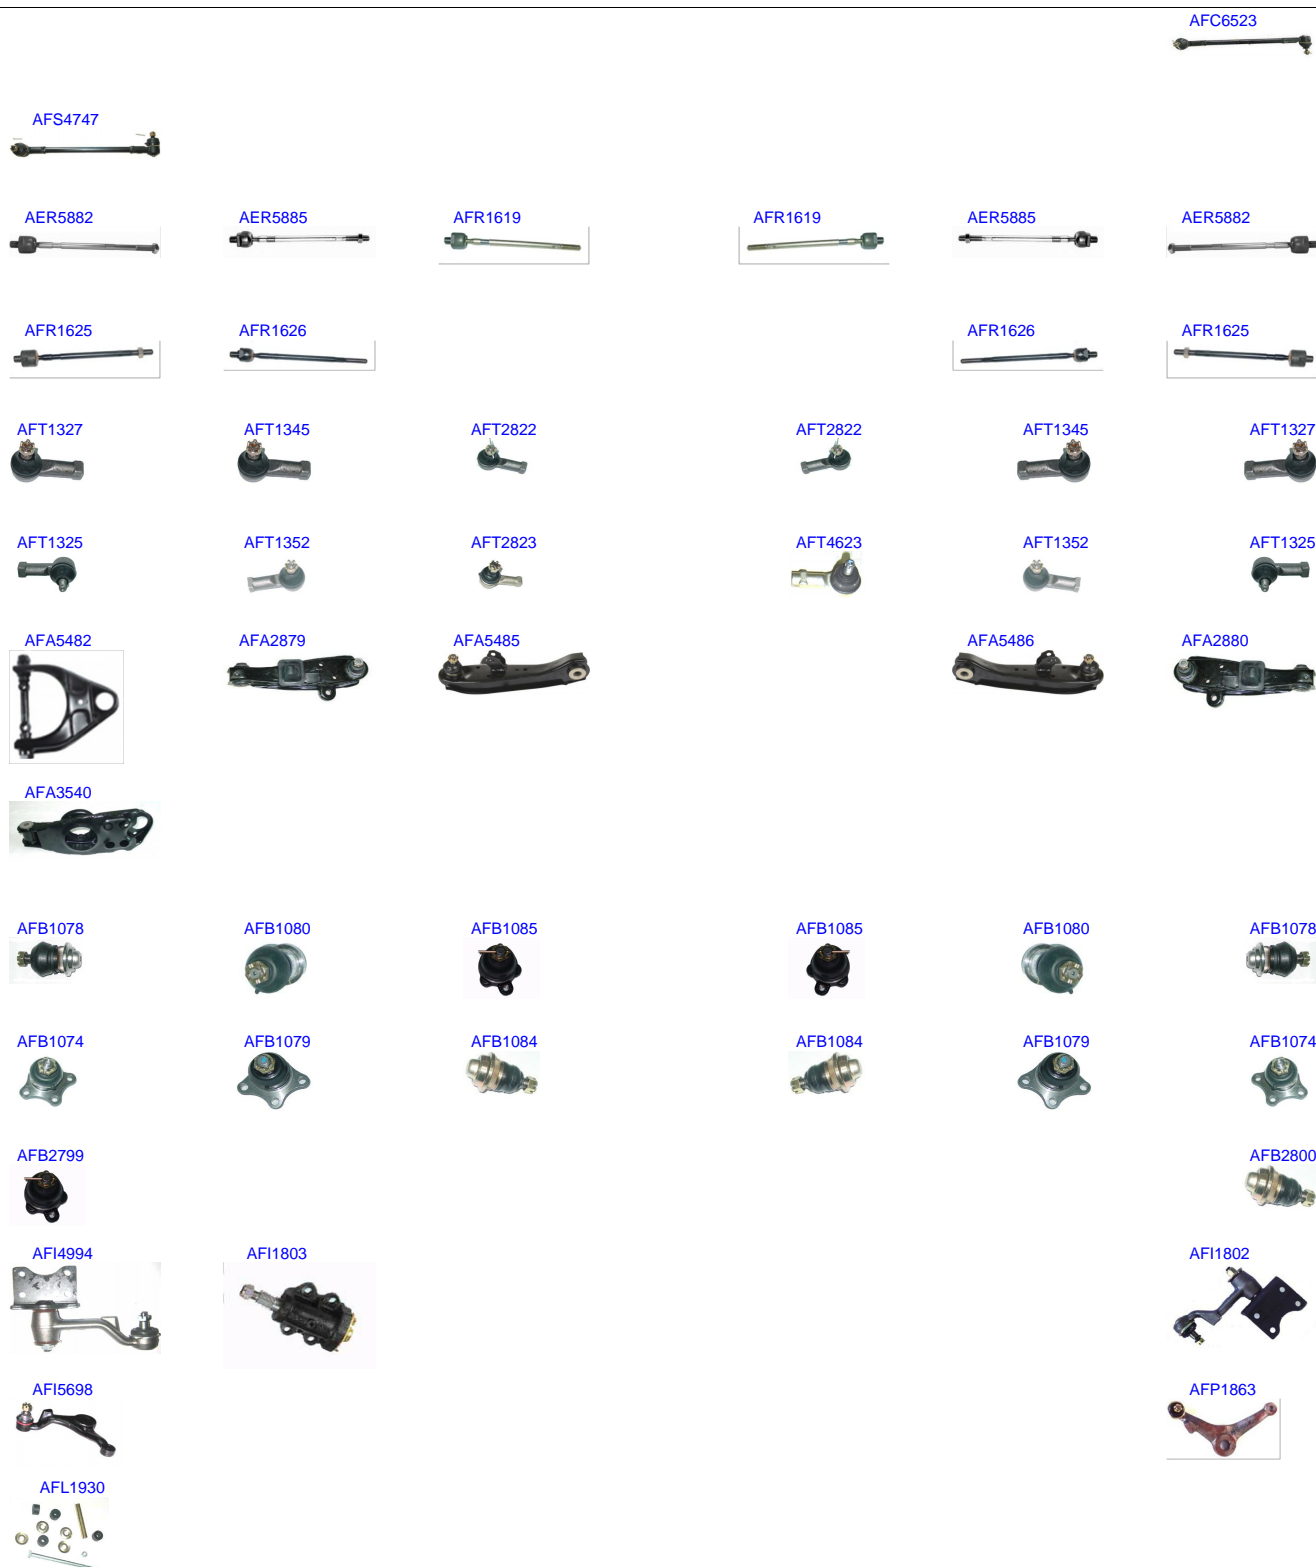 AFC6523
AFS4747
AER5882 AER5885 AFR1619 AFR1619 AER5885 AER5882
AFR1625 AFR1626 AFR1626 AFR1625
AFT1327 AFT1345 AFT2822 AFT2822 AFT1345 AFT1327
AFT1325 AFT1352 AFT2823 AFT4623 AFT1352 AFT1325
AFA5482 AFA2879 AFA5485 AFA5486 AFA2880
AFA3540
AFB1078 AFB1080 AFB1085 AFB1085 AFB1080 AFB1078
AFB1074 AFB1079 AFB1084 AFB1084 AFB1079 AFB1074
AFB2799 AFB2800
AFI4994 AFI1803 AFI1802
AFI5698 AFP1863
AFL1930